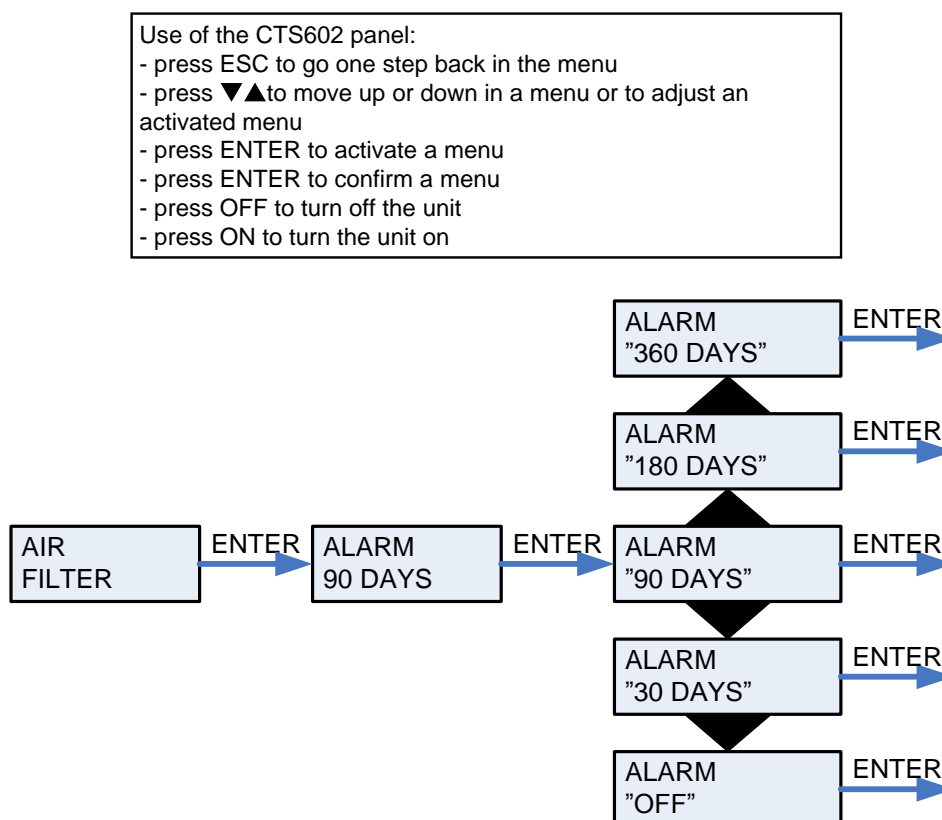 Use of the CTS602 panel:
- press ESC to go one step back in the menu
- press ▼▲to move up or down in a menu or to adjust an
activated menu
- press ENTER to activate a menu
- press ENTER to confirm a menu
- press OFF to turn off the unit
- press ON to turn the unit on
ALARM
”360 DAYS”
ENTER
ALARM
”180 DAYS”
ENTER
AIR
FILTER
ENTER
ALARM
90 DAYS
ENTER
ALARM
”90 DAYS”
ENTER
ALARM
”30 DAYS”
ENTER
ALARM
”OFF”
ENTER